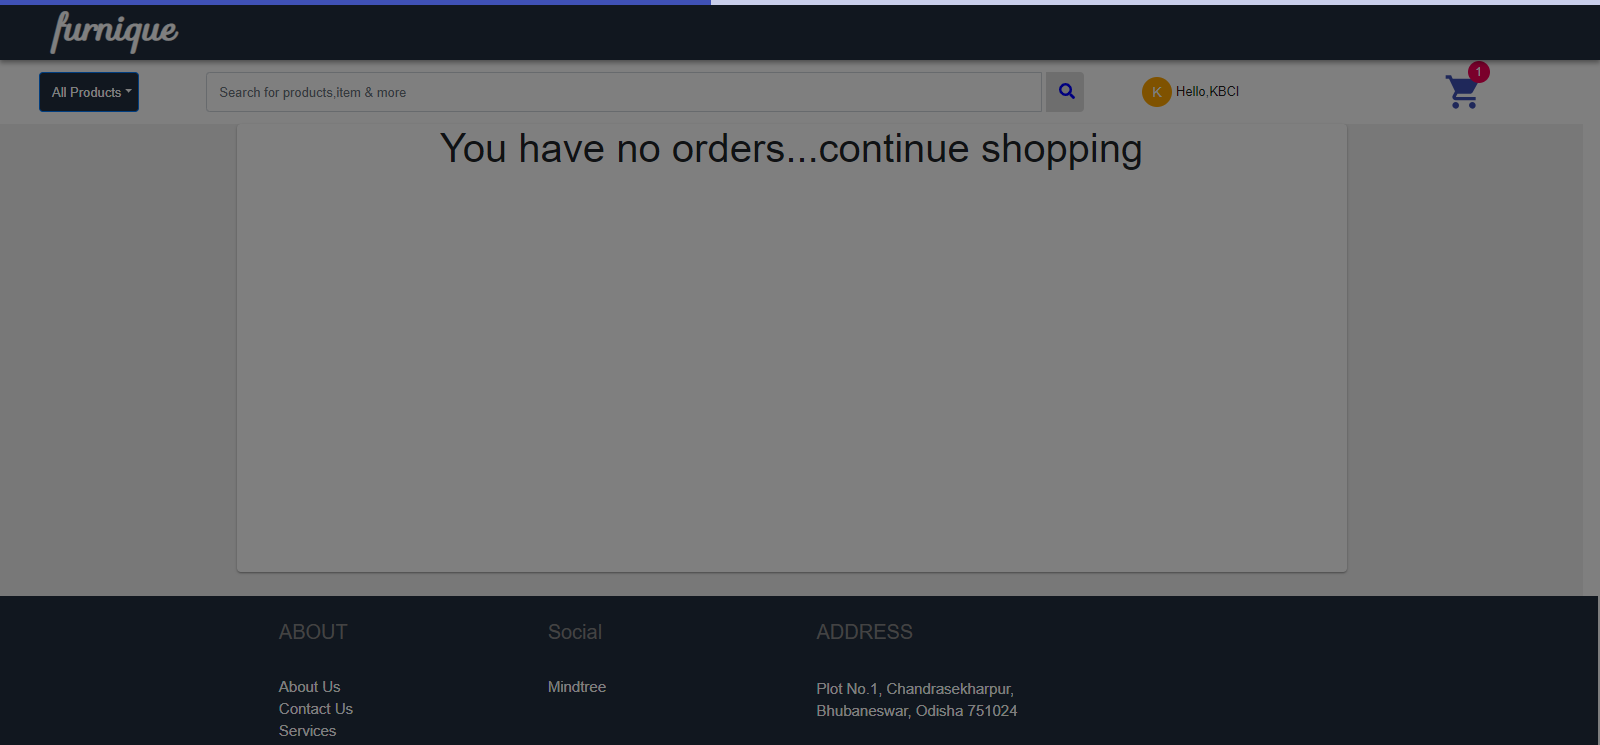 furnique
All Products
Search for products,item & more
K
Hello,KBCI
1
You have no orders...continue shopping
ABOUT
Social
ADDRESS
About Us
Contact Us
Services
Mindtree
Plot No.1, Chandrasekharpur,
Bhubaneswar, Odisha 751024